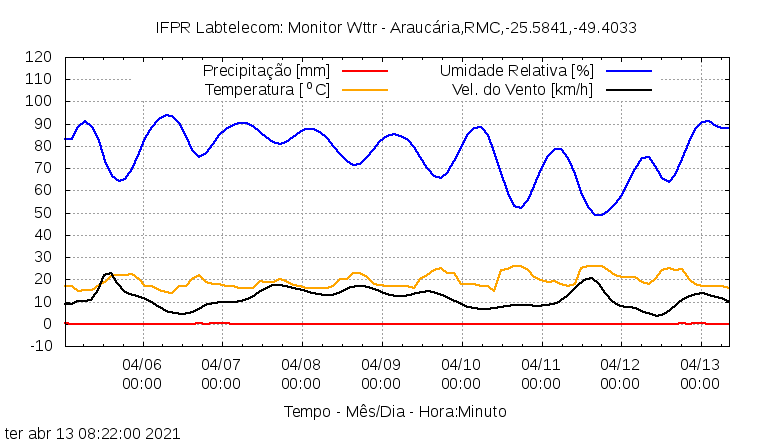 IFPR Labtelecom: Monitor Wttr - Araucária,RMC,-25.5841,-49.4033
120
110
100
90
80
70
60
50
40
30
20
10
0
-10
Precipitação [mm]
Temperatura [⁰C]
Umidade Relativa [%]
Vel. do Vento [km/h]
04/06 04/07 04/08 04/09 04/10 04/11 04/12 04/13
00:00 00:00 00:00 00:00 00:00 00:00 00:00 00:00
Tempo - Mês/Dia - Hora:Minuto
ter abr 13 08:22:00 2021